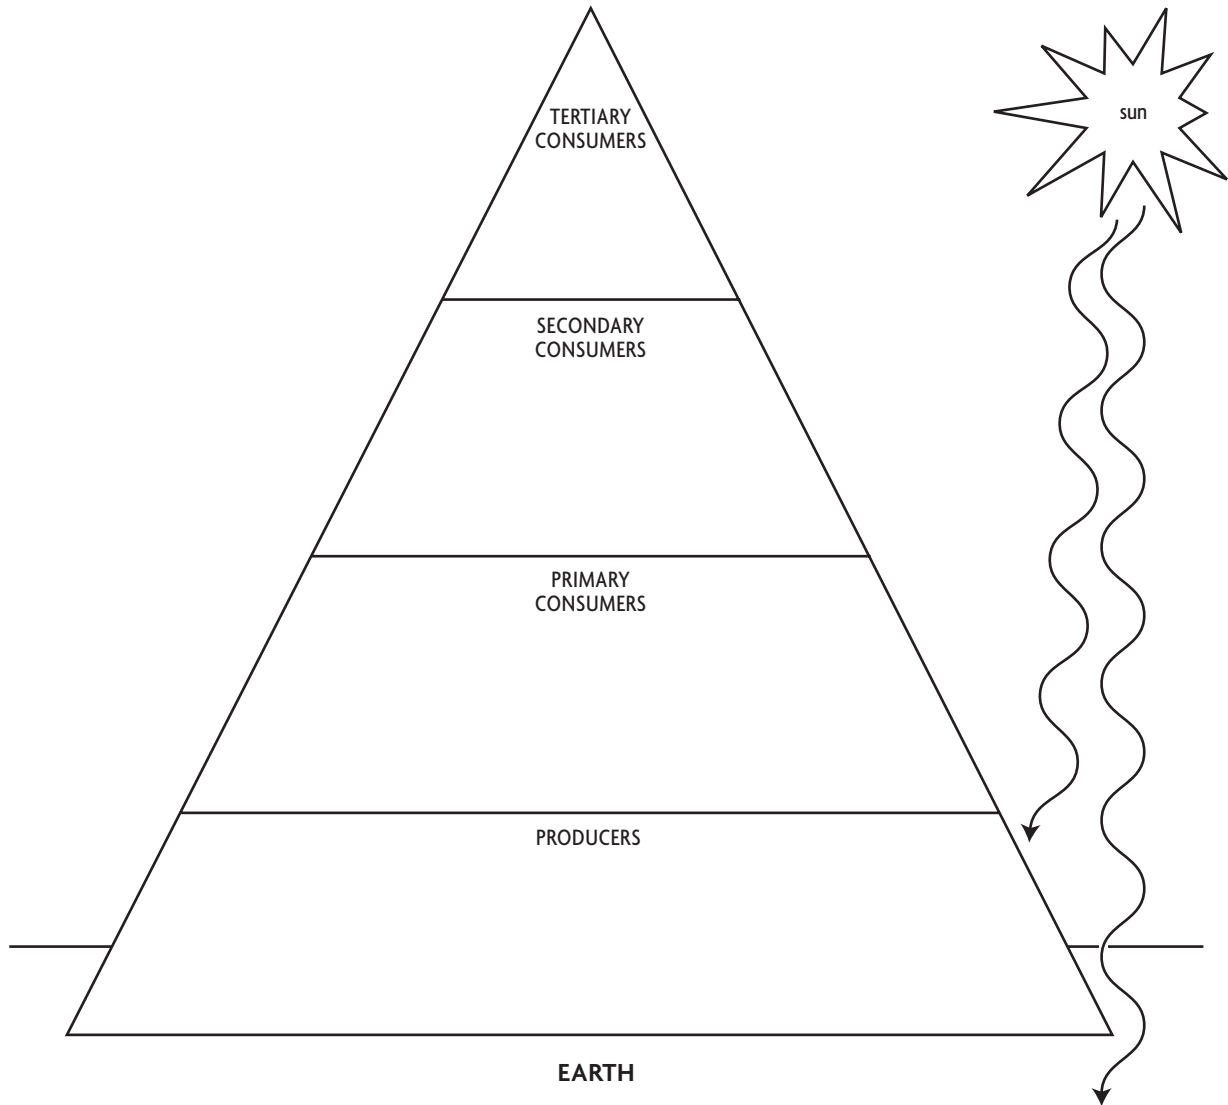 TERTIARY
CONSUMERS
sun
SECONDARY
CONSUMERS
PRIMARY
CONSUMERS
PRODUCERS
EARTH